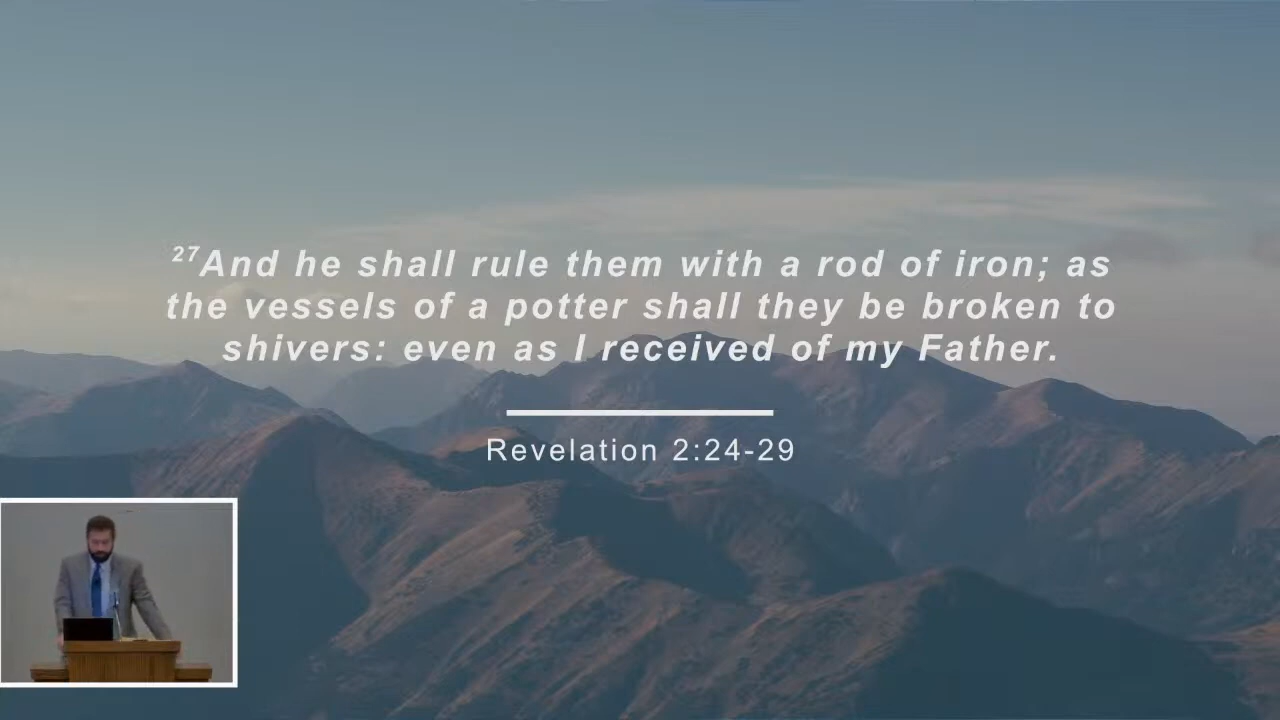 ²⁷And he shall rule them with a rod of iron; as
the vessels of a potter shall they be broken to
shivers: even as I received of my Father.
Revelation 2:24-29